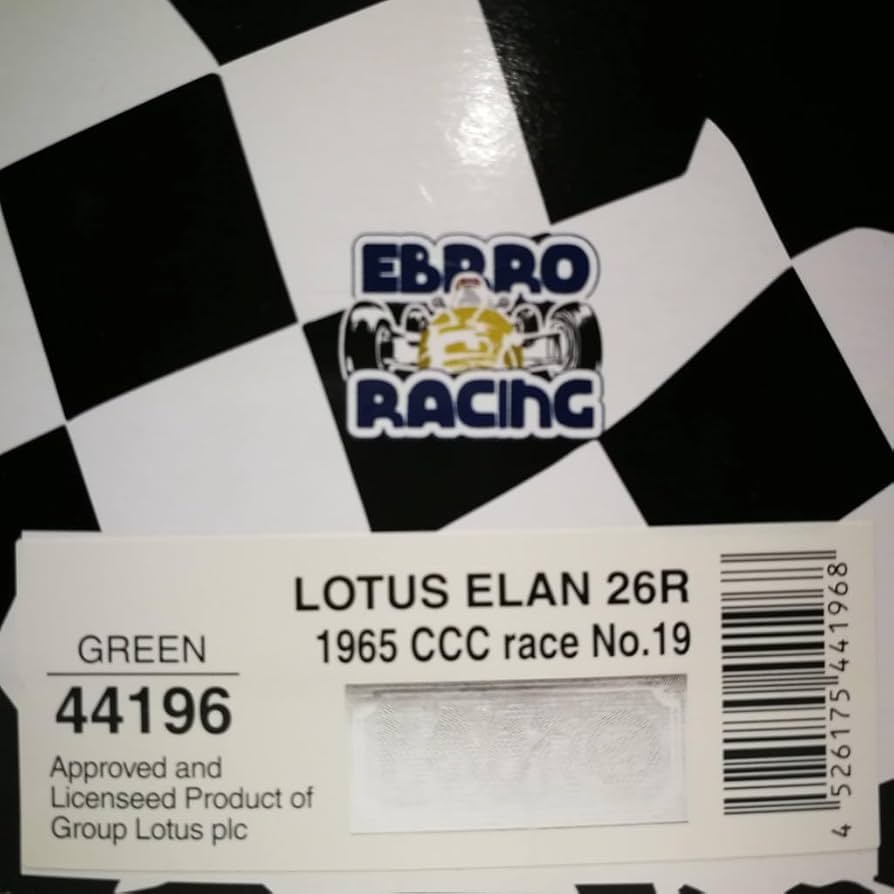 EBRRO
RACING
LOTUS ELAN 26R
1965 CCC race No.19
GREEN
44196
Approved and
Licenseed Product of
Group Lotus plc
4 526175 441968